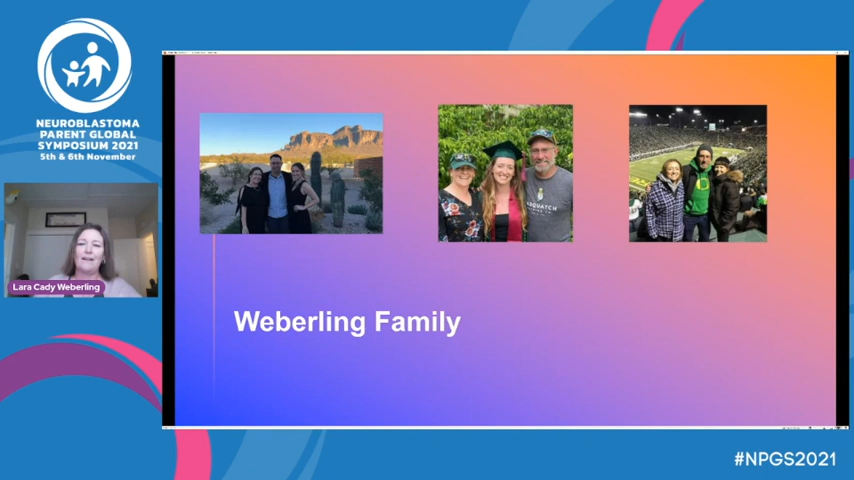 NEUROBLASTOMA
PARENT GLOBAL
SYMPOSIUM 2021
5th & 6th November
Lara Cady Weberling
Weberling Family
#NPGS2021